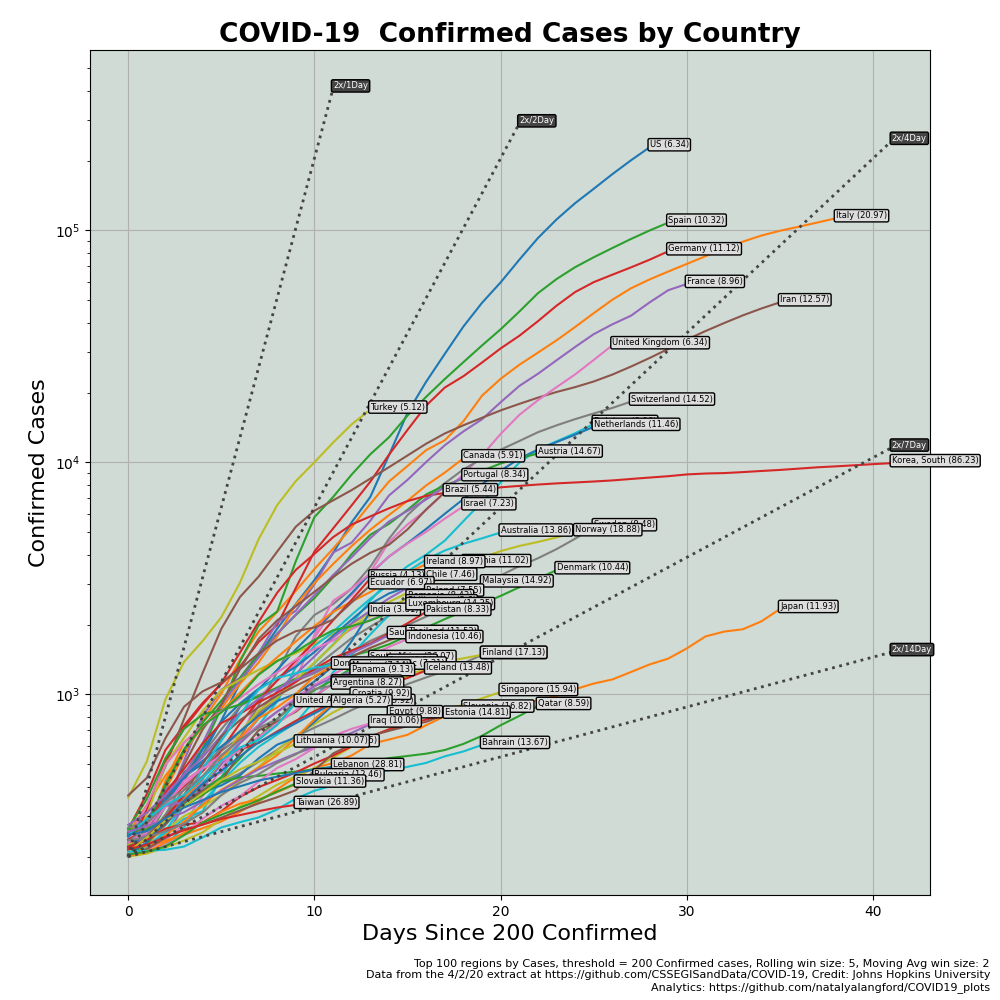 COVID-19 Confirmed Cases by Country
2x/1Day
2x/2Day
2x/4Day
US (6.34)
Italy (20.97)
Spain (10.32)
Germany (11.12)
France (8.96)
Iran (12.57)
United Kingdom (6.34)
Switzerland (14.52)
Turkey (5.12)
Netherlands (11.46)
2x/7Day
Austria (14.67)
Canada (5.91)
Korea, South (86.23)
Portugal (8.34)
Brazil (5.44)
Israel (7.23)
Australia (13.86)
Norway (18.88)
Ireland (8.97)
(11.02)
Denmark (10.44)
Chile (7.46)
Ecuador (6.97)
Malaysia (14.92)
India
Pakistan (8.33)
Japan (11.93)
Indonesia (10.46)
Finland (17.13)
2x/14Day
Panama (9.13)
Iceland (13.48)
Argentina (8.27)
Singapore (15.94)
Algeria (5.27)
Qatar (8.59)
Egypt (9.88)
Estonia (14.81)
Iraq (10.06)
Lithuania (10.07)
Bahrain (13.67)
Lebanon (28.81)
Slovakia (11.36)
Taiwan (26.89)
Confirmed Cases
10^5
10^4
10^3
0 10 20 30 40
Days Since 200 Confirmed
Top 100 regions by Cases, threshold = 200 Confirmed cases, Rolling win size: 5, Moving Avg win size: 2
Data from the 4/2/20 extract at https://github.com/CSSEGISandData/COVID-19, Credit: Johns Hopkins University
Analytics: https://github.com/natalyalangford/COVID19_plots